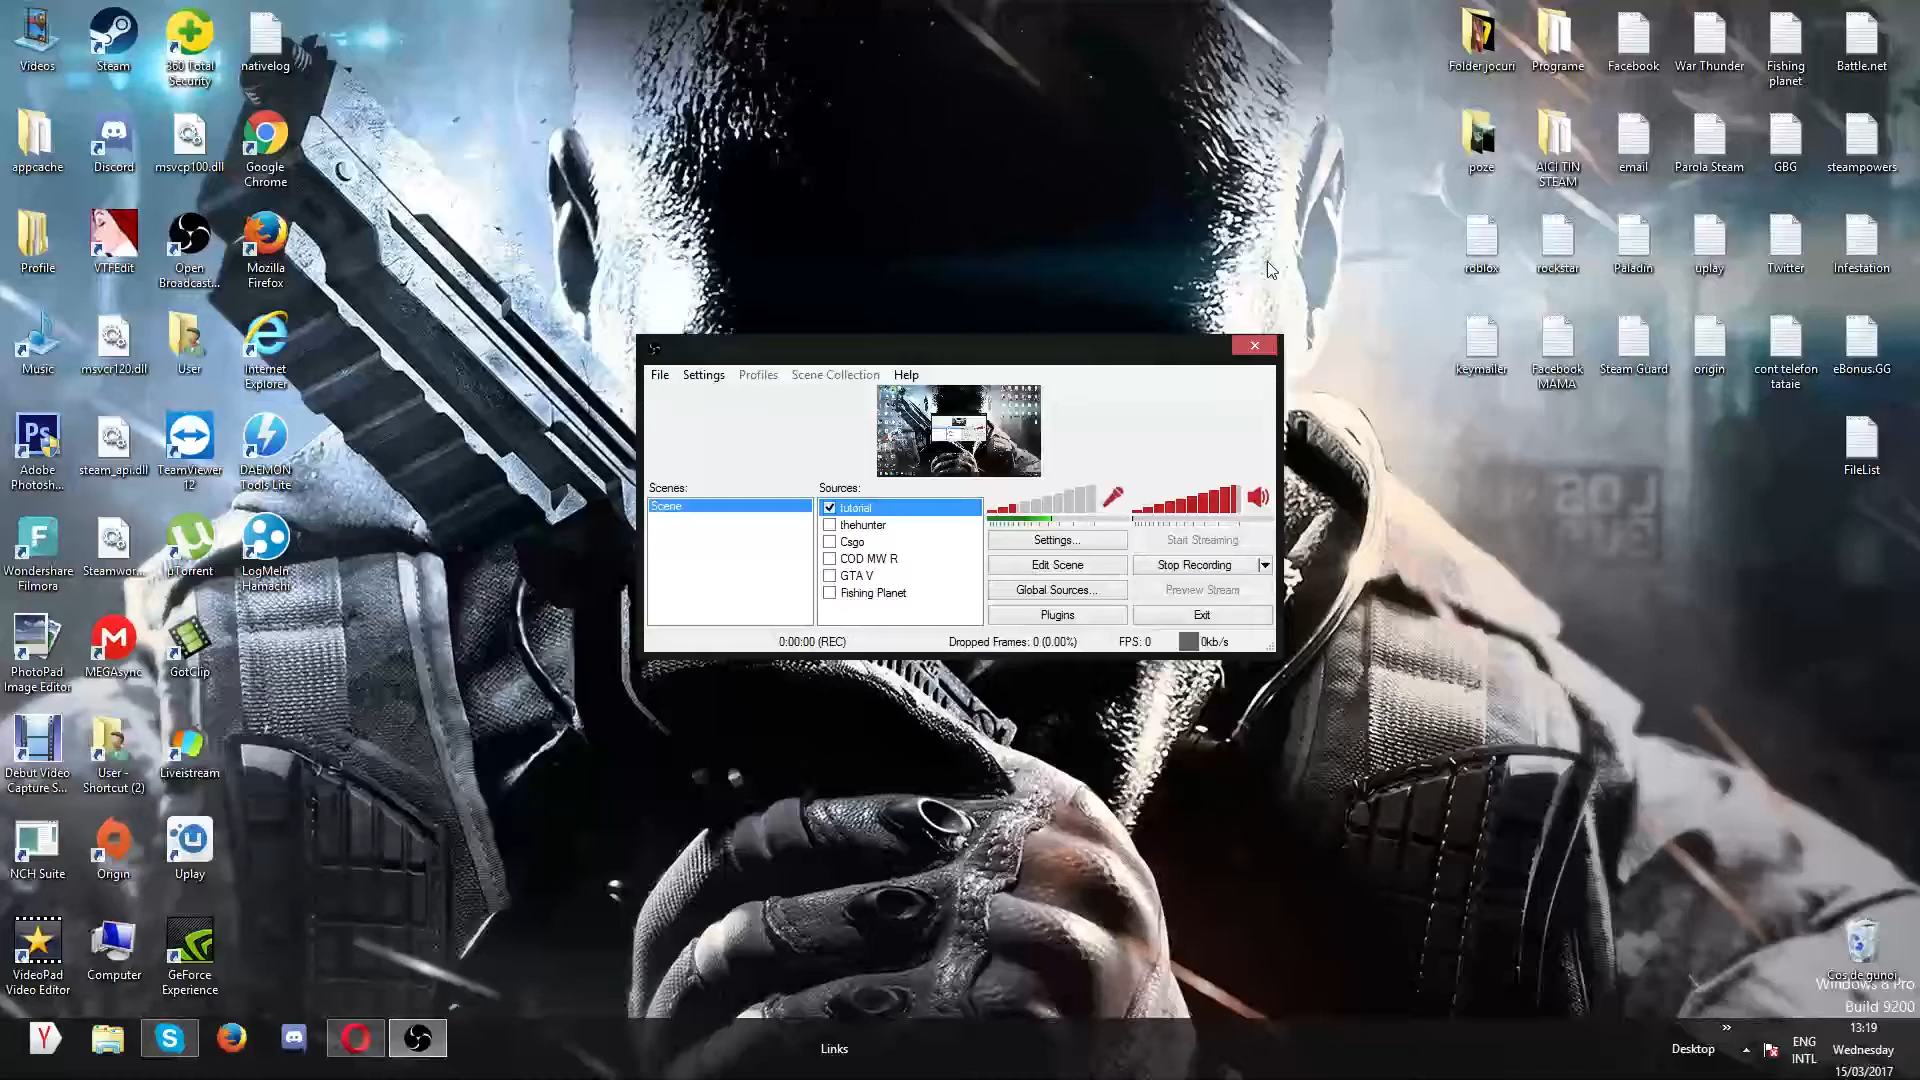 Videos
Steam
360 Total
Security
nativelog
appcache
Discord
msvcp100.dll
Google
Chrome
Profile
VTFEdit
Open
Broadcast...
Mozilla
Firefox
Music
msvcr120.dll
User
Internet
Explorer
Ps
Adobe
Photosh...
steam_api.dll
TeamViewer
12
DAEMON
Tools Lite
Wondershare
Filmora
Steamwor...
µTorrent
LogMeIn
Hamachi
PhotoPad
Image Editor
MEGAsync
GotClip
Debut Video
Capture S...
User -
Shortcut (2)
Liveistream
NCH Suite
Origin
Uplay
VideoPad
Video Editor
Computer
GeForce
Experience
Folder jocuri
Programe
Facebook
War Thunder
Fishing
planet
Battle.net
poze
AICI TIN
STEAM
email
Parola Steam
GBG
steampowers
roblox
rockstar
Paladin
uplay
Twitter
Infestation
keymailer
Facebook
MAMA
Steam Guard
origin
cont telefon
tataie
eBonus.GG
FileList
File
Settings
Profiles
Scene Collection
Help
Scenes:
Sources:
Scene
tutorial
thehunter
Csgo
COD MW R
GTA V
Fishing Planet
Settings...
Start Streaming
Edit Scene
Stop Recording
Global Sources...
Preview Stream
Plugins
Exit
0:00:00 (REC)
Dropped Frames: 0 (0.00%)
FPS: 0
0kb/s
Cos de gunoi
Windows 8 Pro
Build 9200
Links
Desktop
ENG
INTL
13:19
Wednesday
15/03/2017